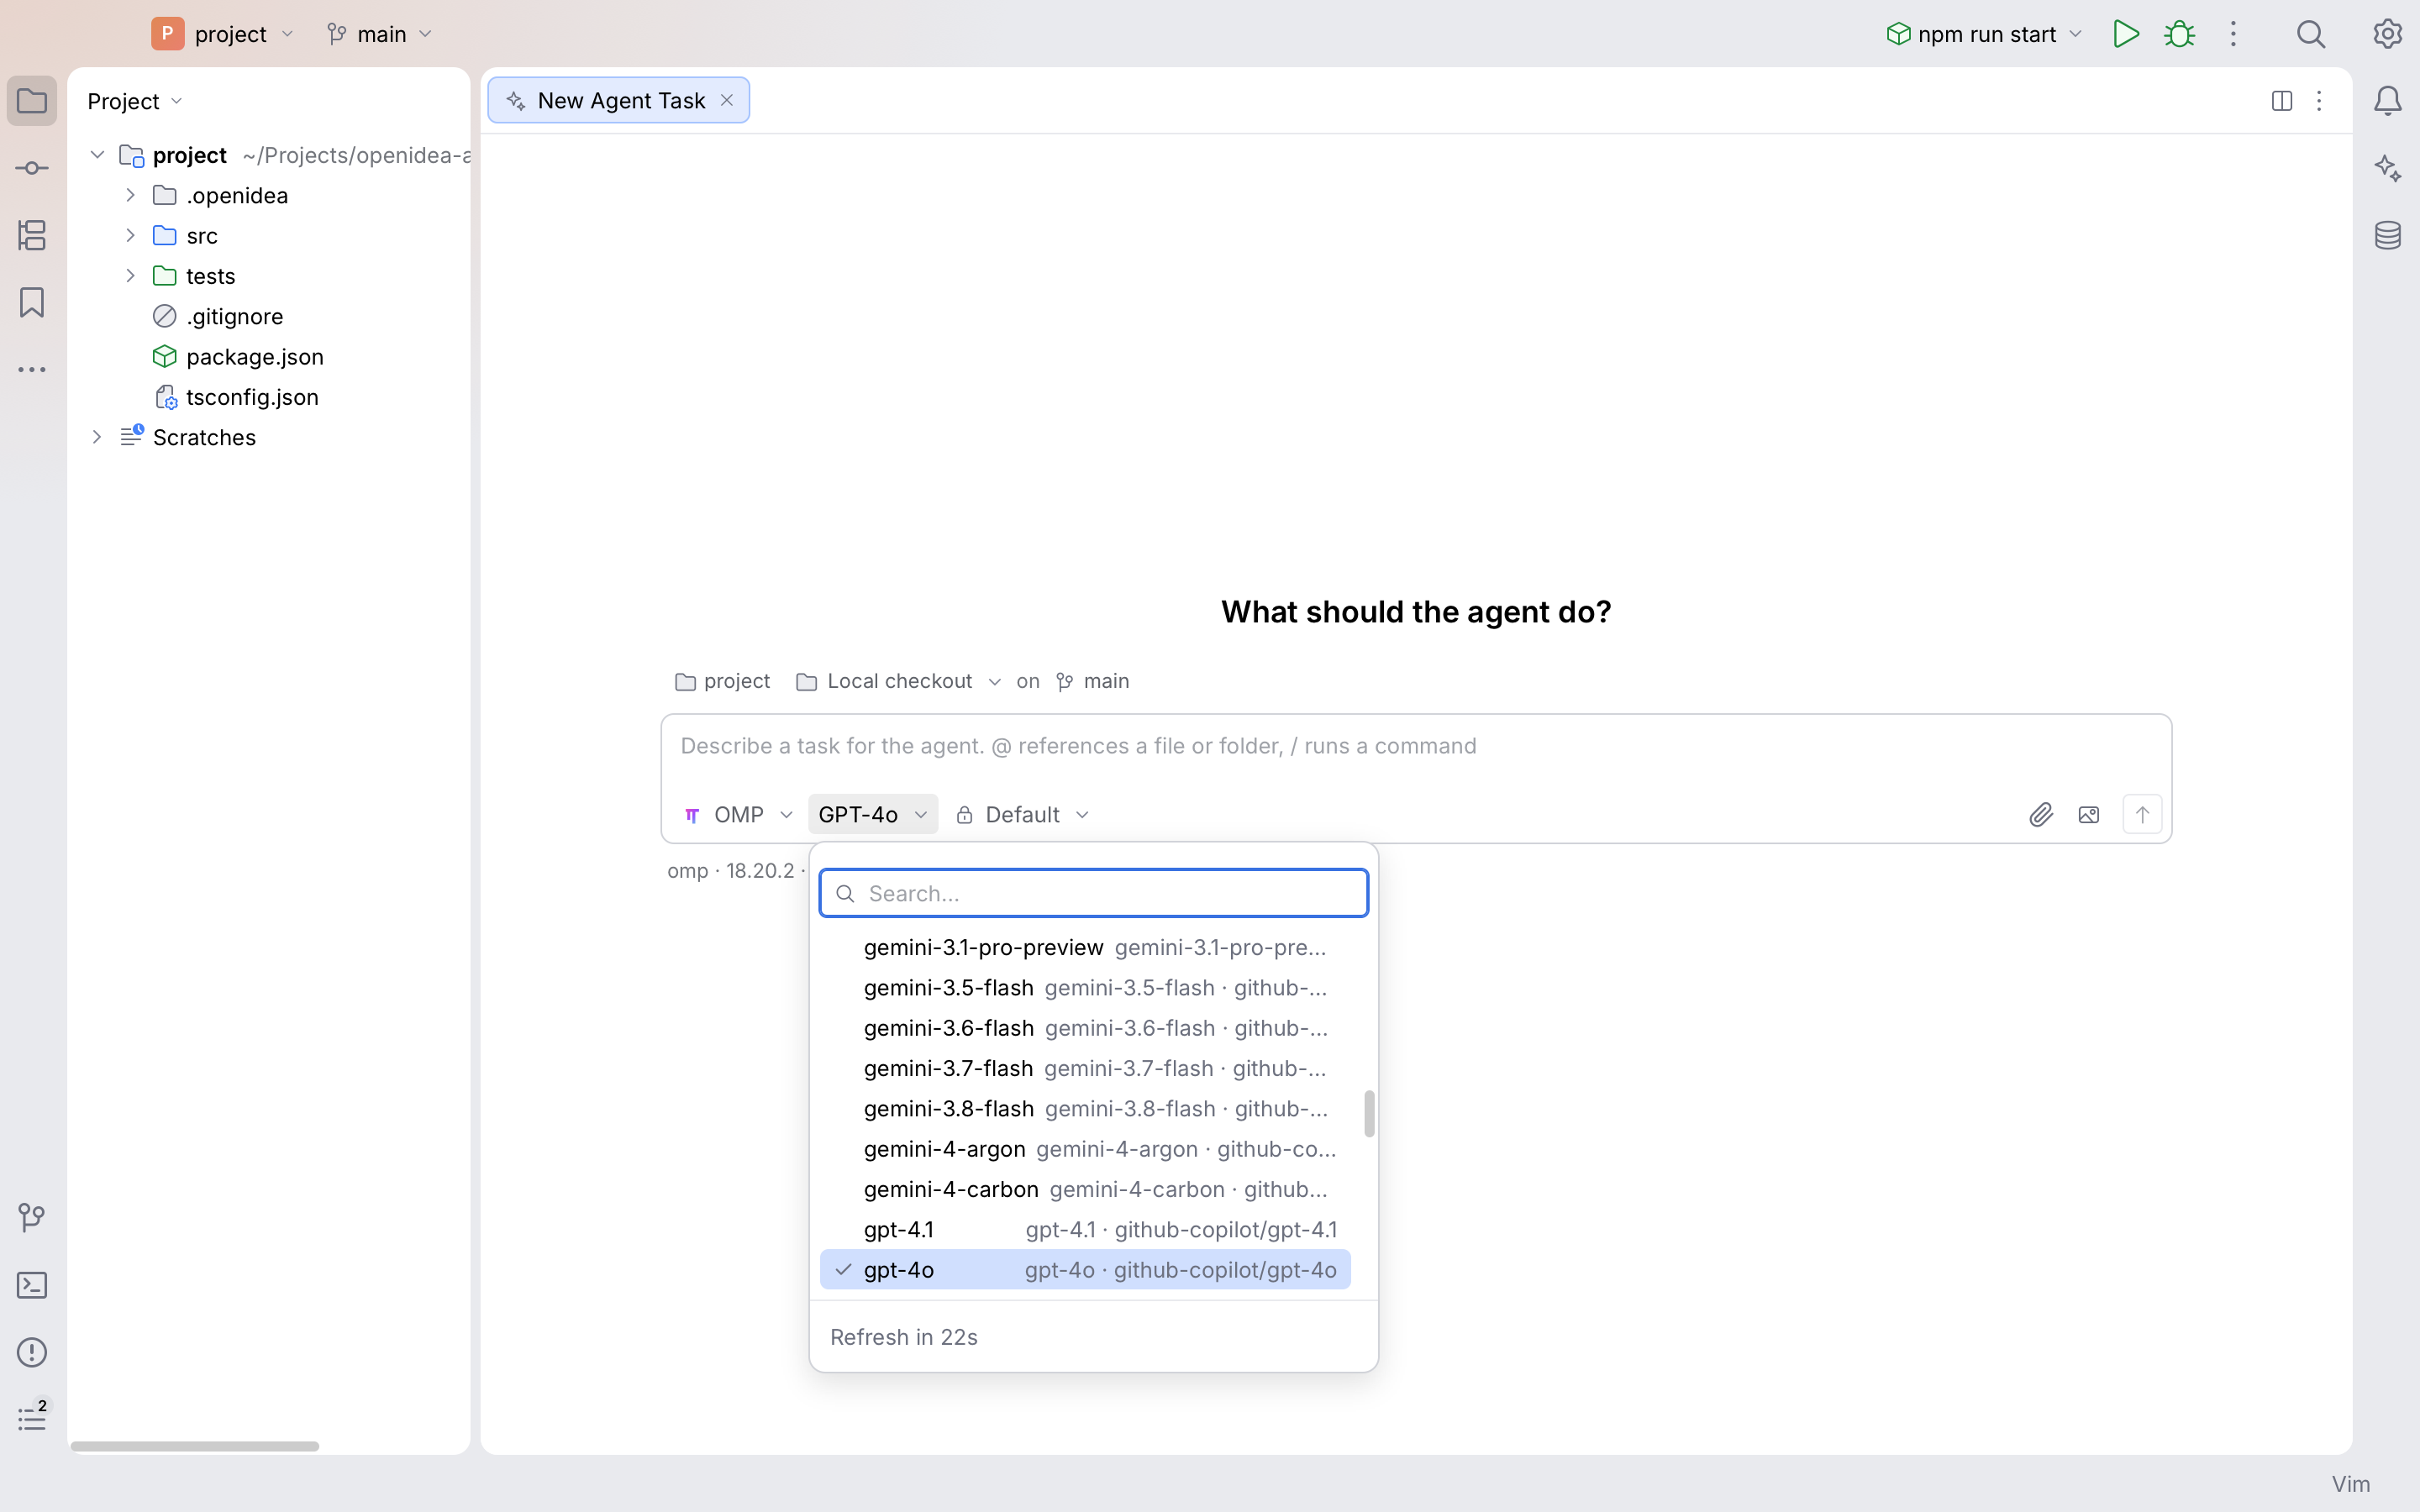 P project main npm run start
Project
New Agent Task
project ~/Projects/openidea-a
.openidea
src
tests
.gitignore
package.json
tsconfig.json
Scratches
What should the agent do?
project Local checkout on main
Describe a task for the agent. @ references a file or folder, / runs a command
OMP GPT-4o Default
omp · 18.20.2 ·
Search...
gemini-3.1-pro-preview gemini-3.1-pro-pre...
gemini-3.5-flash gemini-3.5-flash · github-...
gemini-3.6-flash gemini-3.6-flash · github-...
gemini-3.7-flash gemini-3.7-flash · github-...
gemini-3.8-flash gemini-3.8-flash · github-...
gemini-4-argon gemini-4-argon · github-co...
gemini-4-carbon gemini-4-carbon · github...
gpt-4.1 gpt-4.1 · github-copilot/gpt-4.1
gpt-4o gpt-4o · github-copilot/gpt-4o
Refresh in 22s
2
Vim